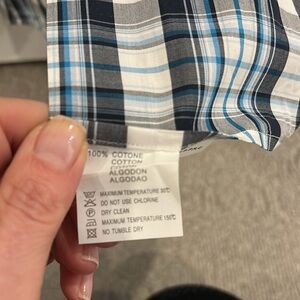 100% COTONE
COTTON
ALGODON
ALGODAO
MAXIMUM TEMPERATURE 30°C
DO NOT USE CHLORINE
DRY CLEAN
MAXIMUM TEMPERATURE 150°C
NO TUMBLE DRY